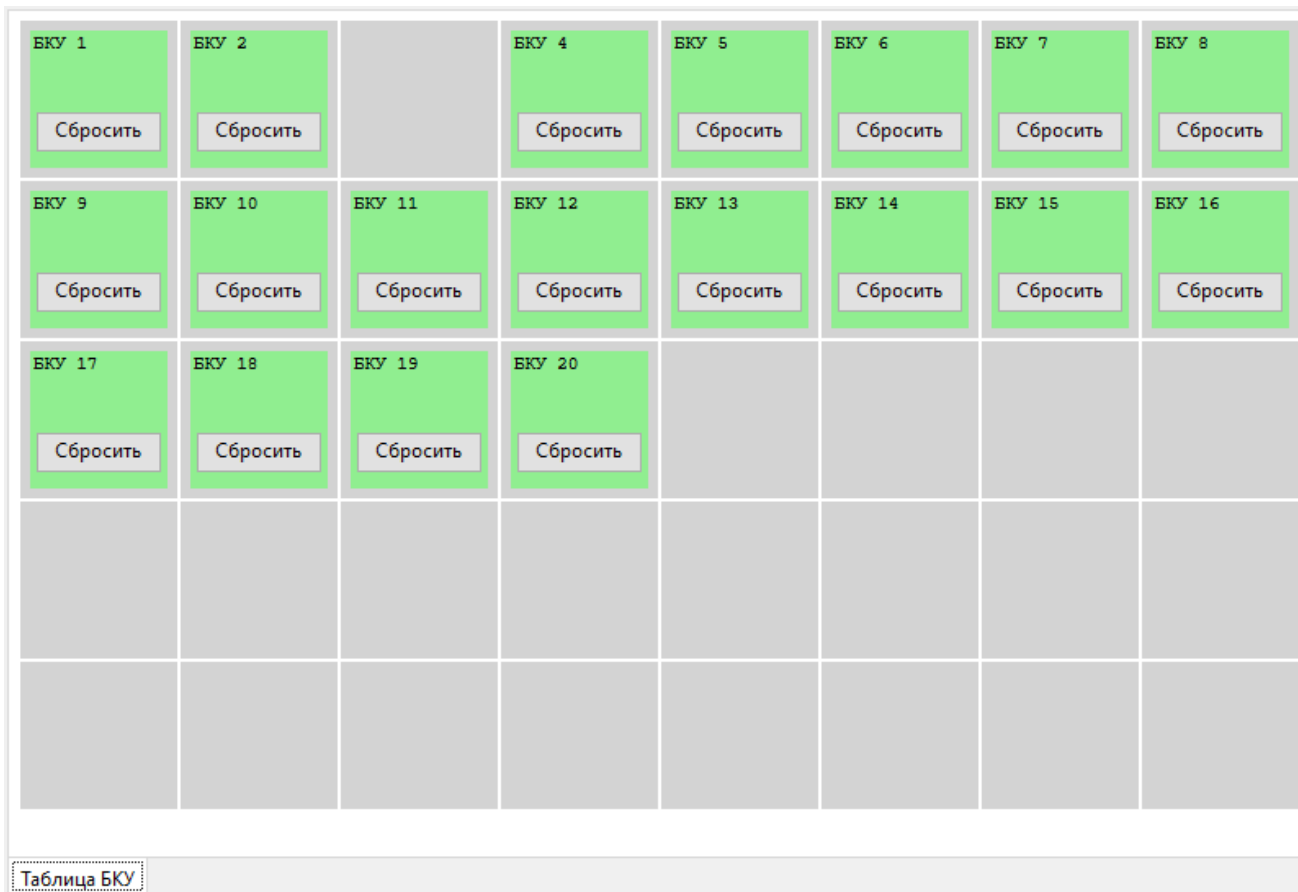 БКУ 1 БКУ 2 БКУ 4 БКУ 5 БКУ 6 БКУ 7 БКУ 8
Сбросить Сбросить Сбросить Сбросить Сбросить Сбросить Сбросить
БКУ 9 БКУ 10 БКУ 11 БКУ 12 БКУ 13 БКУ 14 БКУ 15 БКУ 16
Сбросить Сбросить Сбросить Сбросить Сбросить Сбросить Сбросить Сбросить
БКУ 17 БКУ 18 БКУ 19 БКУ 20
Сбросить Сбросить Сбросить Сбросить
Таблица БКУ